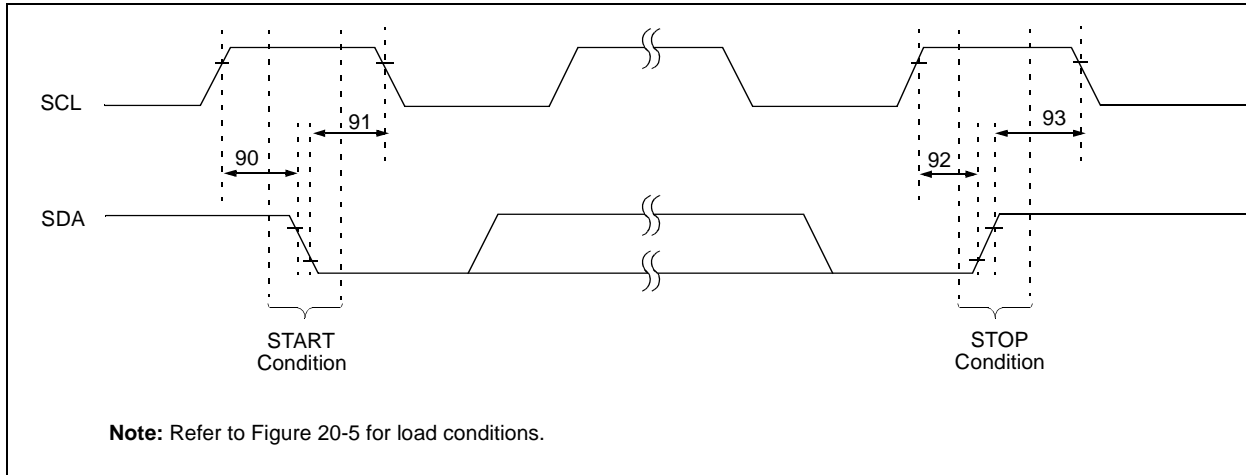 SCL
91
93
90
92
SDA
START
Condition
STOP
Condition
Note: Refer to Figure 20-5 for load conditions.